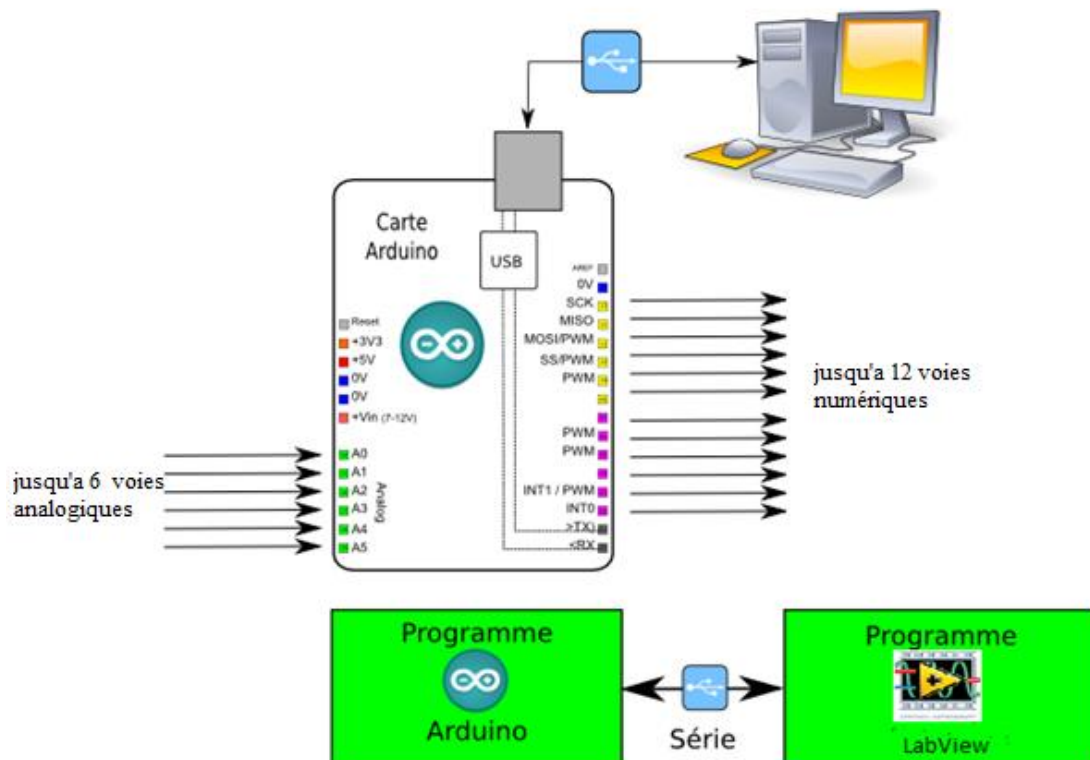 Carte
Arduino
USB
AREF
0V
SCK
MISO
MOSI/PWM
SS/PWM
PWM
PWM
PWM
INT1 / PWM
INT0
>TX)
<RX
Reset
+3V3
+5V
0V
0V
+Vin (7-12V)
A0
A1
A2
A3
A4
A5
Analog
jusqu'a 6 voies
analogiques
jusqu'a 12 voies
numériques
Programme
Arduino
Série
Programme
LabView